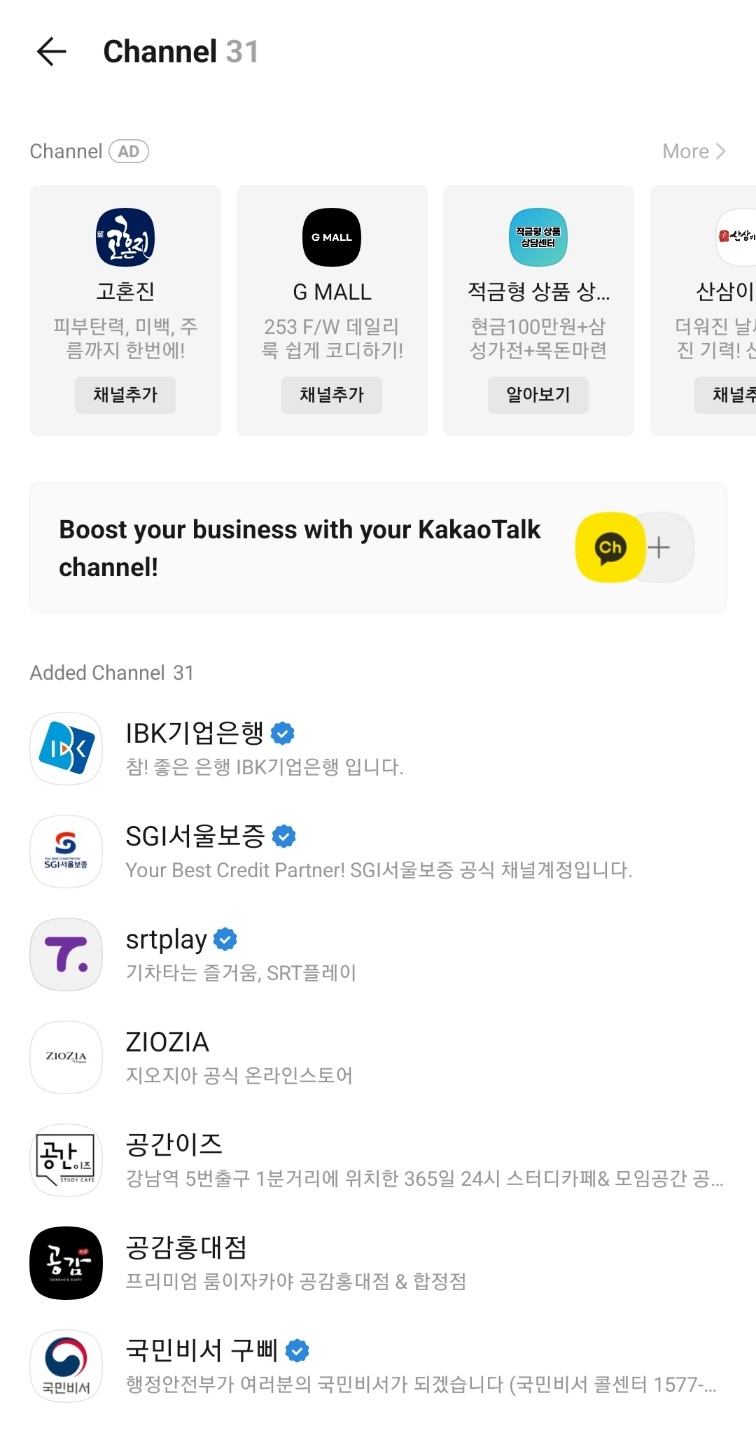 Channel 31
Channel AD
More
고혼진
G MALL
적금형 상품
상담센터
산삼이
고혼진
G MALL
적금형 상품 상...
산삼이
피부탄력, 미백, 주
름까지 한번에!
253 F/W 데일리
룩 쉽게 코디하기!
현금100만원+삼
성가전+목돈마련
더워진 날
진 기력!
채널추가
채널추가
알아보기
채널추
Boost your business with your KakaoTalk
channel!
Ch
Added Channel 31
IBK
IBK기업은행
참! 좋은 은행 IBK기업은행 입니다.
Your Best Credit Partner
SGI서울보증
SGI서울보증
Your Best Credit Partner! SGI서울보증 공식 채널계정입니다.
srtplay
기차타는 즐거움, SRT플레이
ZIOZIA
ZIOZIA
지오지아 공식 온라인스토어
공간이즈
STUDY CAFE
공간이즈
강남역 5번출구 1분거리에 위치한 365일 24시 스터디카페& 모임공간 공...
공감
공감홍대점
프리미엄 룸이자카야 공감홍대점 & 합정점
국민비서
국민비서 구삐
행정안전부가 여러분의 국민비서가 되겠습니다 (국민비서 콜센터 1577-...